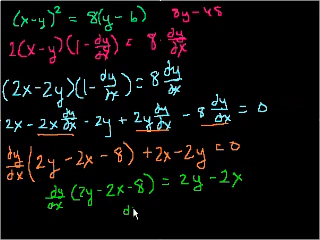 (x-y)² = 8(y-6) 8y-48
2(x-y)(1-dy/dx) = 8 · dy/dx
(2x-2y)(1-dy/dx) = 8 dy/dx
2x - 2x dy/dx - 2y + 2y dy/dx - 8 dy/dx = 0
dy/dx (2y-2x-8) + 2x-2y = 0
dy/dx (2y-2x-8) = 2y-2x
d